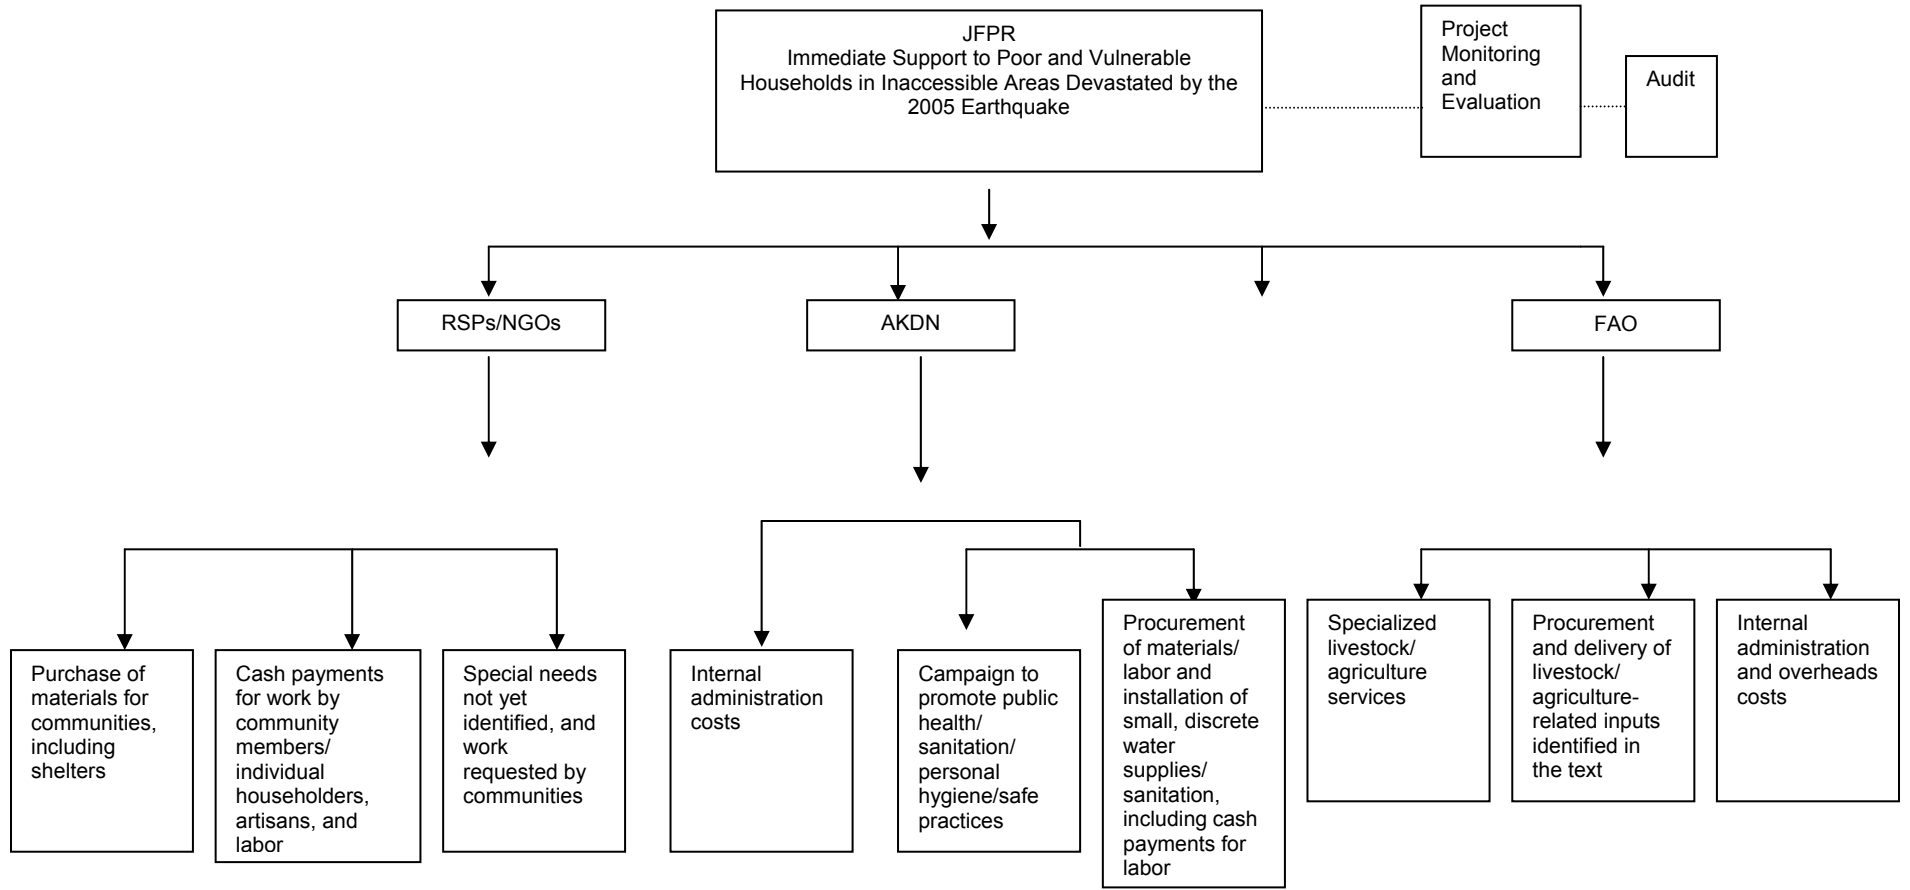 JFPR
Immediate Support to Poor and Vulnerable
Households in Inaccessible Areas Devastated by the
2005 Earthquake
Project
Monitoring
and
Evaluation
Audit
RSPs/NGOs
AKDN
FAO
Purchase of
materials for
communities,
including
shelters
Cash payments
for work by
community
members/
individual
householders,
artisans, and
labor
Special needs
not yet
identified, and
work
requested by
communities
Internal
administration
costs
Campaign to
promote public
health/
sanitation/
personal
hygiene/safe
practices
Procurement
of materials/
labor and
installation of
small, discrete
water
supplies/
sanitation,
including cash
payments for
labor
Specialized
livestock/
agriculture
services
Procurement
and delivery of
livestock/
agriculture-
related inputs
identified in
the text
Internal
administration
and overheads
costs